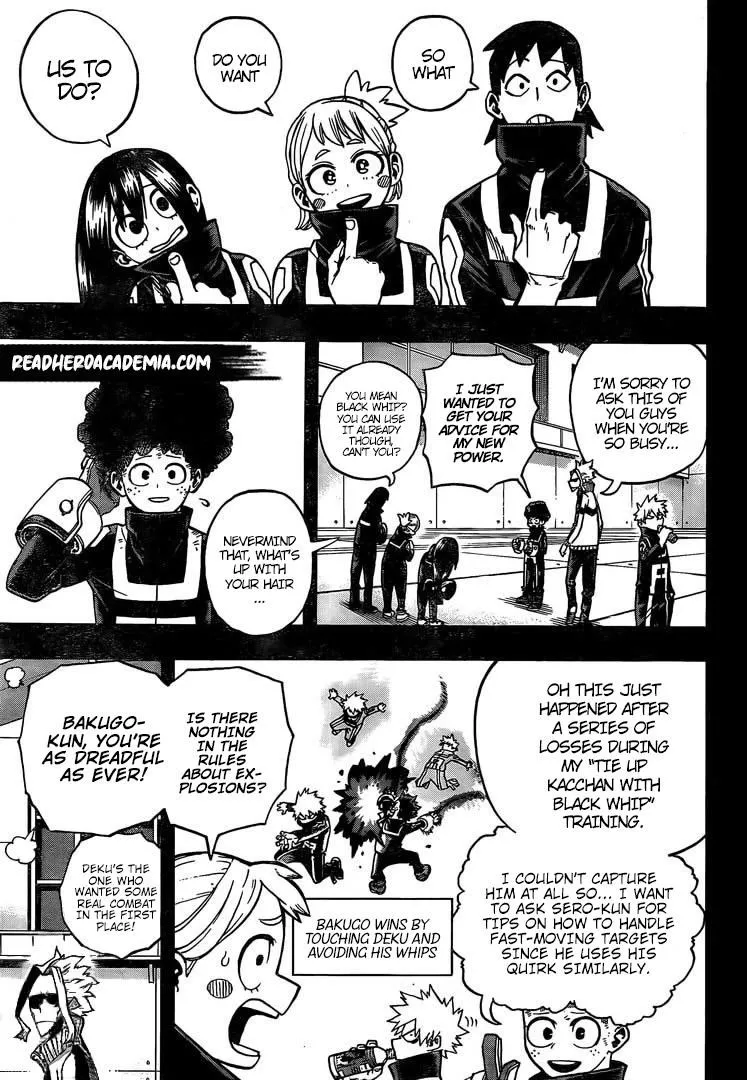 SO
WHAT
DO YOU
WANT
US TO
DO?
I'M SORRY TO
ASK THIS OF
YOU GUYS
WHEN YOU'RE
SO BUSY...
I JUST
WANTED TO
GET YOUR
ADVICE FOR
MY NEW
POWER.
YOU MEAN
BLACK WHIP?
YOU CAN USE
IT ALREADY
THOUGH,
CAN'T YOU?
READHEROACADEMIA.COM
NEVERMIND
THAT, WHAT'S
UP WITH
YOUR HAIR
...
OH THIS JUST
HAPPENED AFTER
A SERIES OF
LOSSES DURING
MY "TIE UP
KACCHAN WITH
BLACK WHIP"
TRAINING.
I COULDN'T CAPTURE
HIM AT ALL SO... I WANT
TO ASK SERO-KUN FOR
TIPS ON HOW TO HANDLE
FAST-MOVING TARGETS
SINCE HE USES HIS
QUIRK SIMILARLY.
BAKUGO WINS BY
TOUCHING DEKU AND
AVOIDING HIS WHIPS
IS THERE
NOTHING
IN THE
RULES
ABOUT EX-
PLOSIONS?
BAKUGO-
KUN, YOU'RE
AS DREADFUL
AS EVER!
DEKU'S THE
ONE WHO
WANTED SOME
REAL COMBAT
IN THE FIRST
PLACE!